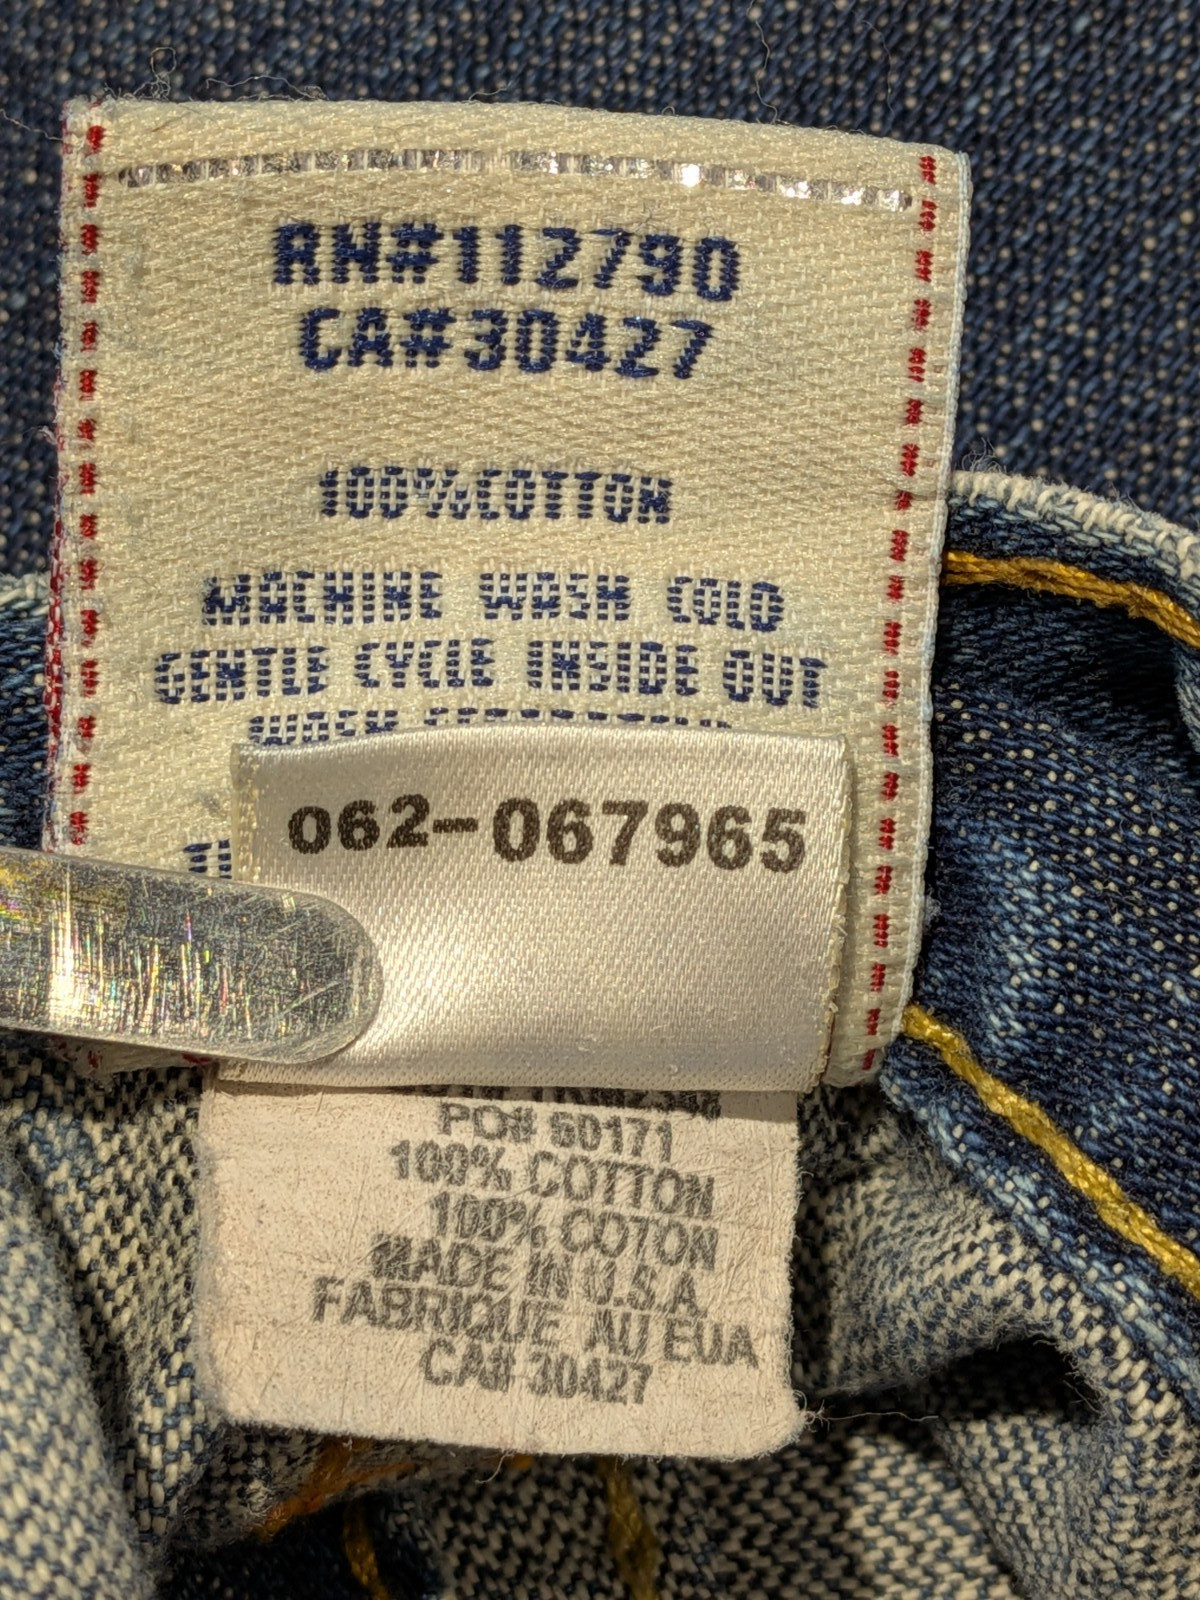 RN#112790
CA#30427
100%COTTON
MACHINE WASH COLD
GENTLE CYCLE INSIDE OUT
WASH
062-067965
PO# 50171
100% COTTON
100% COTON
MADE IN U.S.A
FABRIQUE AU EUA
CA# 30427